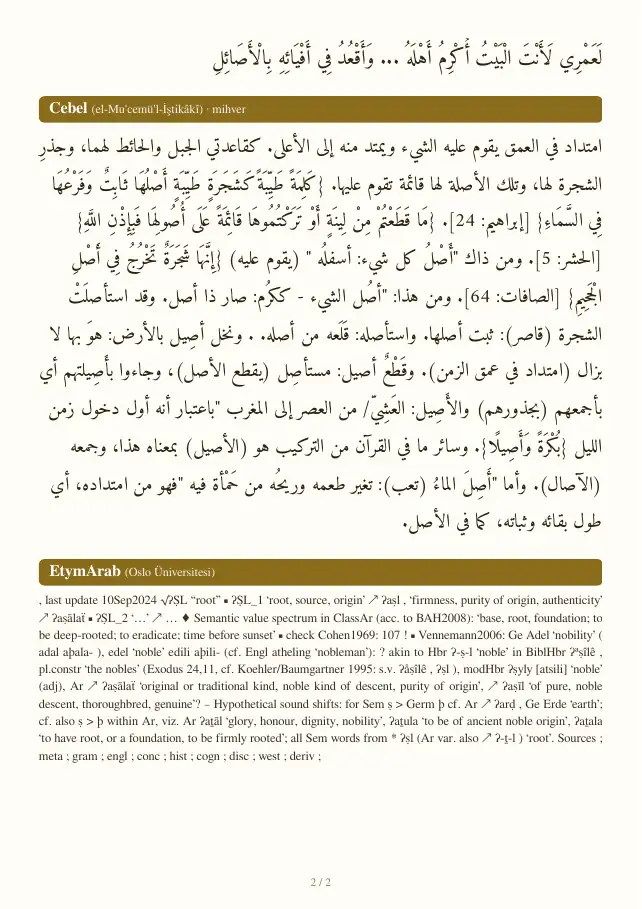 لَعَمْرِي لَأَنْتَ الْبَيْتُ أُكْرِمُ أَهْلَهُ ... وَأَقْعُدُ فِي أَفْيَائِهِ بِالْأَصَائِلِ
Cebel (el-Mu'cemü'l-İştikâkî) · mihver
امتداد في العمق يقوم عليه الشيء ويمتد منه إلى الأعلى. كقاعدتي الجبل والحائط لهما، وجذرِ
الشجرة لها، وتلك الأصلة لها قائمة تقوم عليها. {كَلِمَةً طَيِّبَةً كَشَجَرَةٍ طَيِّبَةٍ أَصْلُهَا ثَابِتٌ وَفَرْعُهَا
فِي السَّمَاءِ} [إبراهيم: 24]. {مَا قَطَعْتُمْ مِنْ لِينَةٍ أَوْ تَرَكْتُمُوهَا قَائِمَةً عَلَى أُصُولِهَا فَبِإِذْنِ اللَّهِ}
[الحشر: 5]. ومن ذاك "أَصْلُ كل شيء: أسفلُه " (يقوم عليه) {إِنَّهَا شَجَرَةٌ تَخْرُجُ فِي أَصْلِ
الْجَحِيمِ} [الصافات: 64]. ومن هذا: "أصُل الشيء - ككرُم: صار ذا أصل. وقد استأصلَتْ
الشجرة (قاصر): ثبت أصلها. واستأصله: قَلَعه من أصله. . ونخل أَصِيل بالأرض: هوَ بها لا
يزال (امتداد في عمق الزمن). وقَطْعٌ أصيل: مستأصِل (يقطع الأصل)، وجاءوا بأَصِيلتهم أي
بأجمعهم (بجذورهم) والأَصِيل: العَشِيّ/ من العصر إلى المغرب "باعتبار أنه أول دخول زمن
الليل {بُكْرَةً وَأَصِيلًا}. وسائر ما في القرآن من التركيب هو (الأصيل) بمعناه هذا، وجمعه
(الآصال). وأما "أَصِلَ الماءُ (تعب): تغير طعمه وريحُه من حَمْأة فيه "فهو من امتداده، أي
طول بقائه وثباته، كما في الأصل.
EtymArab (Oslo Üniversitesi)
, last update 10Sep2024 √ʔṢL “root” ▪ ʔṢL_1 ‘root, source, origin’ ↗ ʔaṣl , ‘firmness, purity of origin, authenticity’
↗ ʔaṣālaẗ ▪ ʔṢL_2 ‘…’ ↗ … ♦ Semantic value spectrum in ClassAr (acc. to BAH2008): ‘base, root, foundation; to
be deep-rooted; to eradicate; time before sunset’ ▪ check Cohen1969: 107 ! ▪ Vennemann2006: Ge Adel ‘nobility’ (
adal aþala- ), edel ‘noble’ edili aþili- (cf. Engl atheling ‘nobleman’): ? akin to Hbr ʔ-ṣ-l ‘noble’ in BiblHbr ʔᵃṣîlê ,
pl.constr ‘the nobles’ (Exodus 24,11, cf. Koehler/Baumgartner 1995: s.v. ʔåṣîlê , ʔṣl ), modHbr ʔṣyly [atsili] ‘noble’
(adj), Ar ↗ ʔaṣālaẗ ‘original or traditional kind, noble kind of descent, purity of origin’, ↗ ʔaṣīl ‘of pure, noble
descent, thoroughbred, genuine’? – Hypothetical sound shifts: for Sem ṣ > Germ þ cf. Ar ↗ ʔarḍ , Ge Erde ‘earth’;
cf. also ṣ > þ within Ar, viz. Ar ʔaṯāl ‘glory, honour, dignity, nobility’, ʔaṯula ‘to be of ancient noble origin’, ʔaṯala
‘to have root, or a foundation, to be firmly rooted’; all Sem words from * ʔṣl (Ar var. also ↗ ʔ-ṯ-l ) ‘root’. Sources ;
meta ; gram ; engl ; conc ; hist ; cogn ; disc ; west ; deriv ;
2 / 2